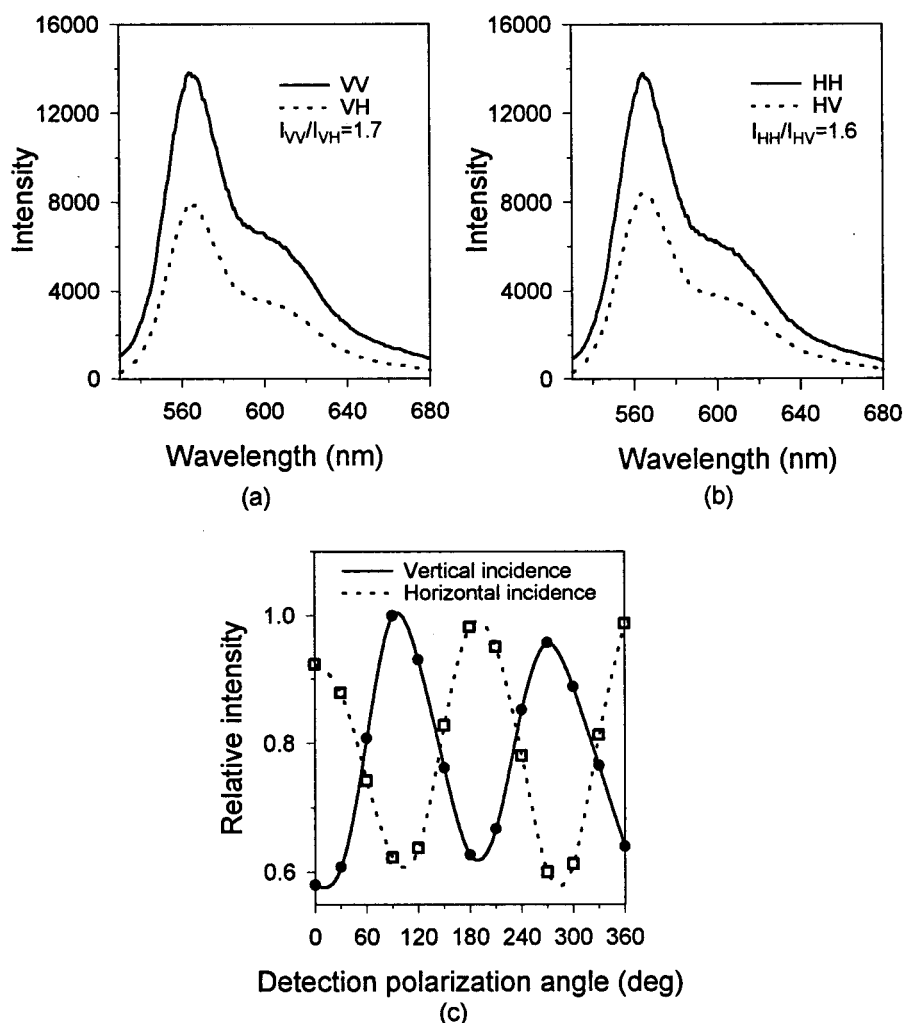 16000
12000
8000
4000
0
Intensity
VV
VH
I_VV/I_VH=1.7
560 600 640 680
Wavelength (nm)
(a)
16000
12000
8000
4000
0
Intensity
HH
HV
I_HH/I_HV=1.6
560 600 640 680
Wavelength (nm)
(b)
Vertical incidence
Horizontal incidence
1.0
0.8
0.6
Relative intensity
0 60 120 180 240 300 360
Detection polarization angle (deg)
(c)